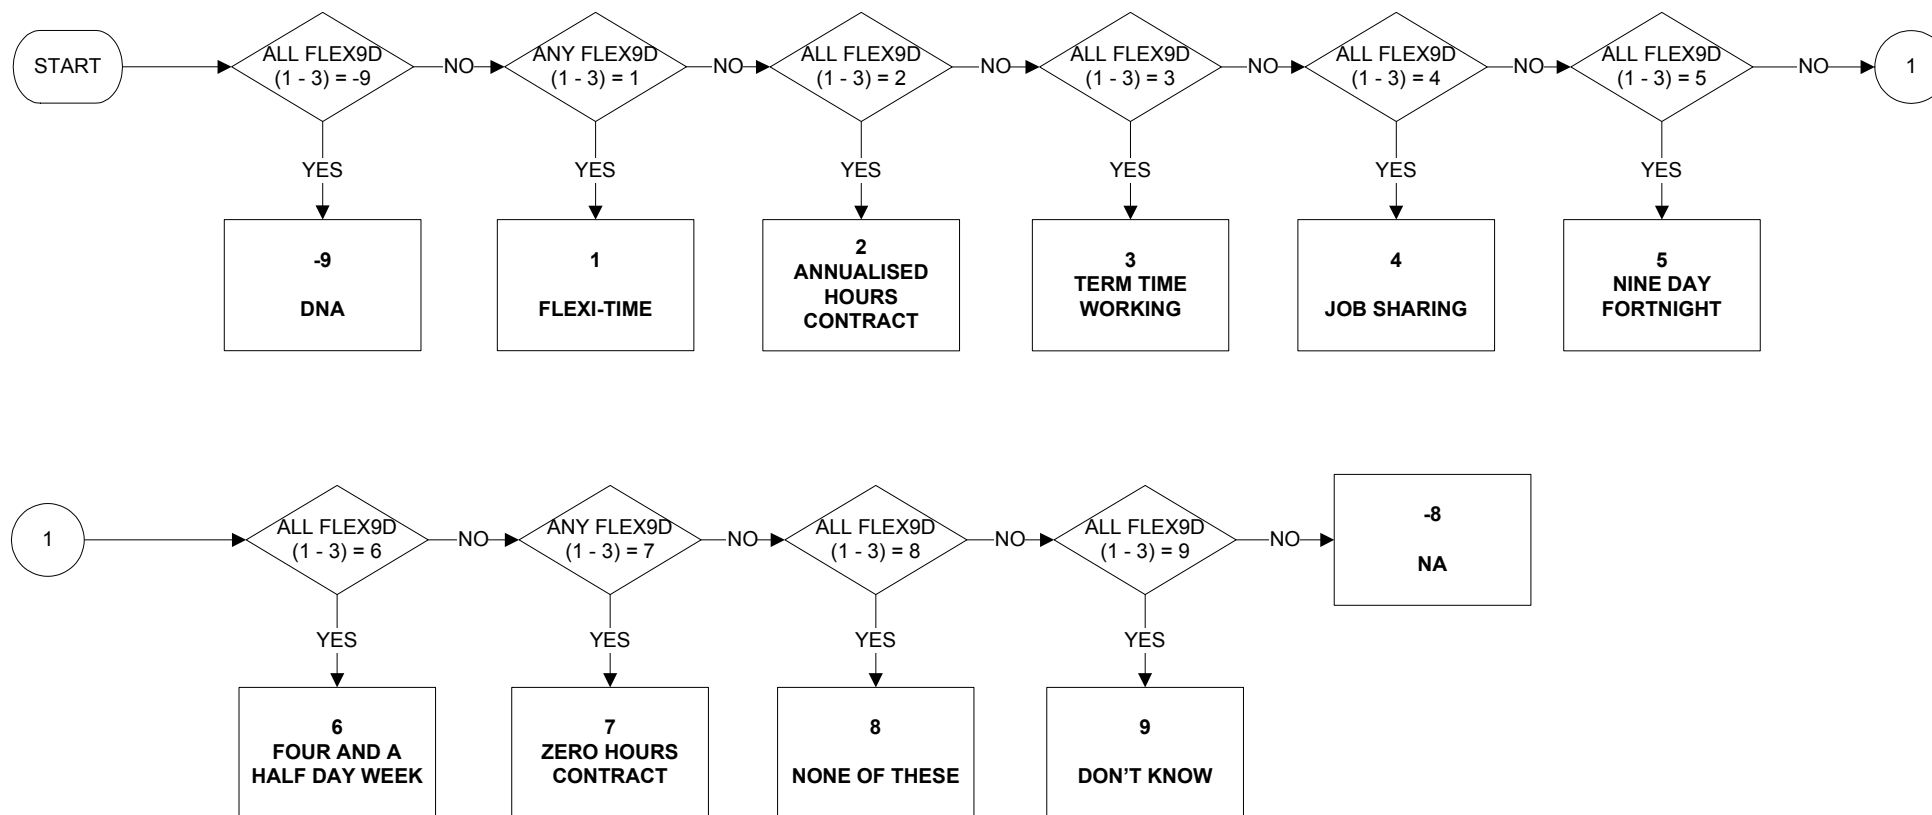 START
ALL FLEX9D
(1 - 3) = -9
NO
ANY FLEX9D
(1 - 3) = 1
NO
ALL FLEX9D
(1 - 3) = 2
NO
ALL FLEX9D
(1 - 3) = 3
NO
ALL FLEX9D
(1 - 3) = 4
NO
ALL FLEX9D
(1 - 3) = 5
NO
1
YES
YES
YES
YES
YES
YES
-9
DNA
1
FLEXI-TIME
2
ANNUALISED
HOURS
CONTRACT
3
TERM TIME
WORKING
4
JOB SHARING
5
NINE DAY
FORTNIGHT
1
ALL FLEX9D
(1 - 3) = 6
NO
ANY FLEX9D
(1 - 3) = 7
NO
ALL FLEX9D
(1 - 3) = 8
NO
ALL FLEX9D
(1 - 3) = 9
NO
-8
NA
YES
YES
YES
YES
6
FOUR AND A
HALF DAY WEEK
7
ZERO HOURS
CONTRACT
8
NONE OF THESE
9
DON'T KNOW